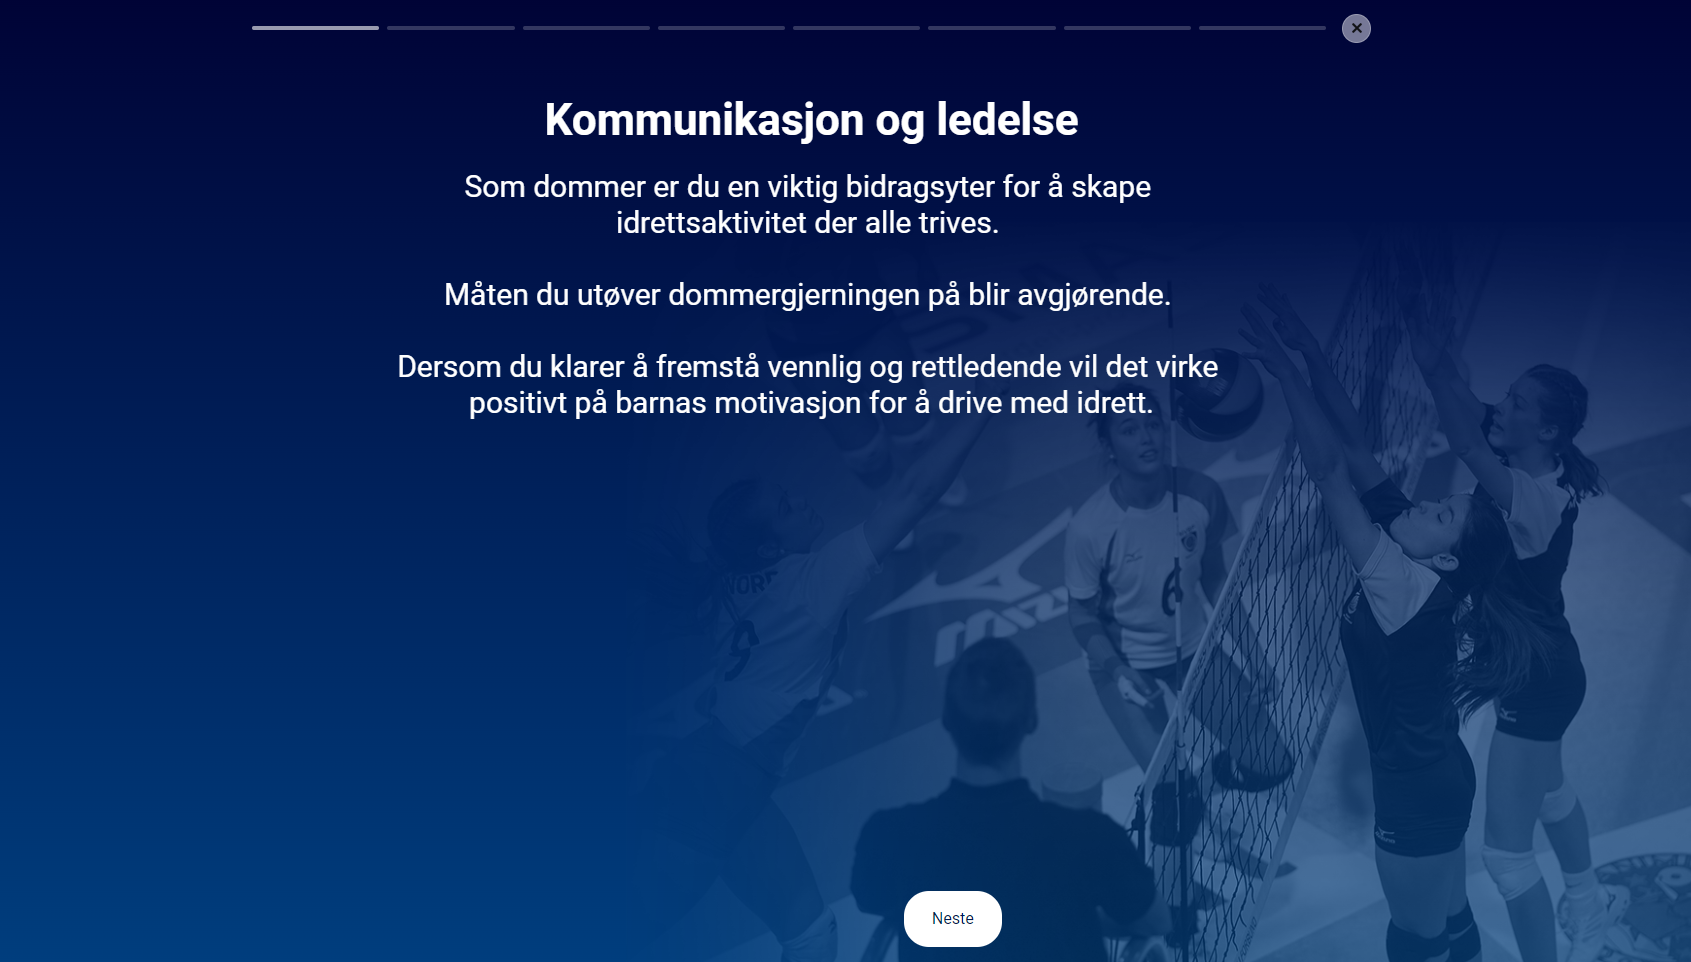 Kommunikasjon og ledelse
Som dommer er du en viktig bidragsyter for å skape
idrettsaktivitet der alle trives.
Måten du utøver dommergjerningen på blir avgjørende.
Dersom du klarer å fremstå vennlig og rettledende vil det virke
positivt på barnas motivasjon for å drive med idrett.
6
9
Neste